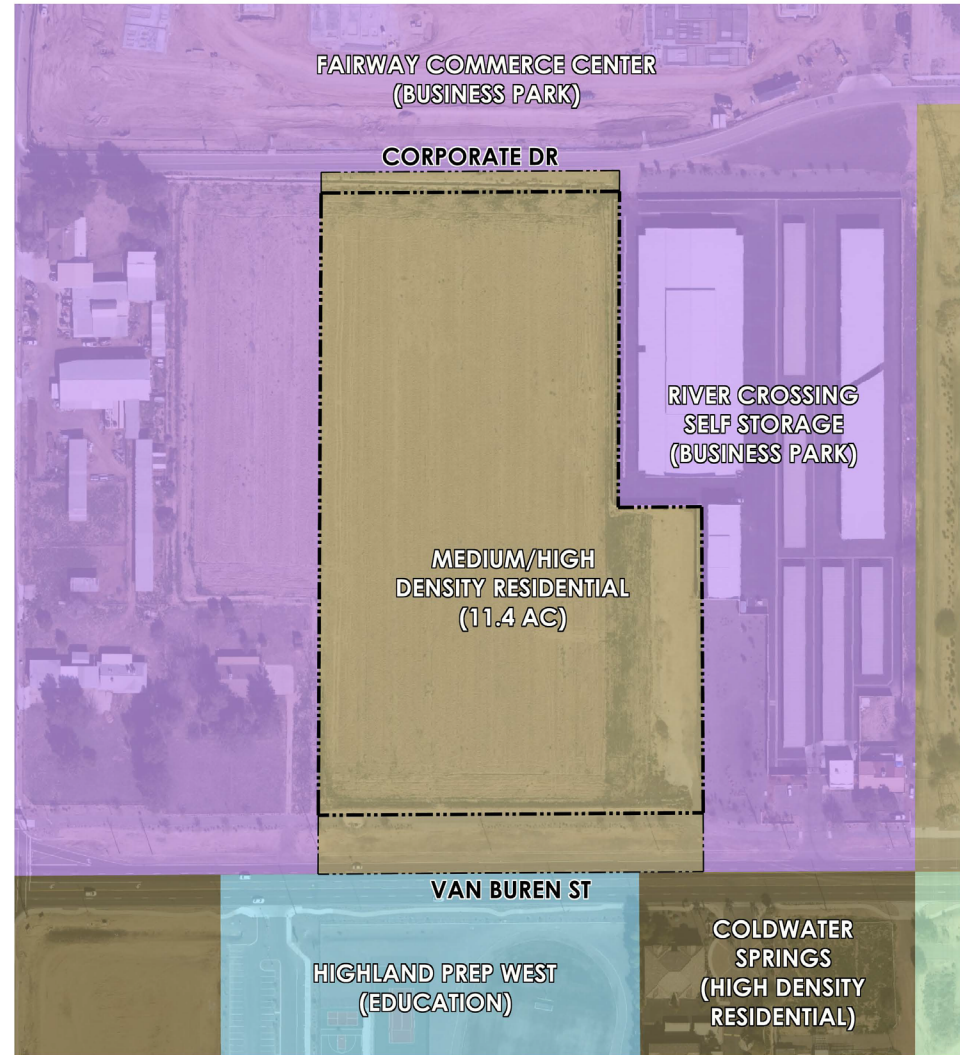 FAIRWAY COMMERCE CENTER
(BUSINESS PARK)
CORPORATE DR
RIVER CROSSING
SELF STORAGE
(BUSINESS PARK)
MEDIUM/HIGH
DENSITY RESIDENTIAL
(11.4 AC)
VAN BUREN ST
HIGHLAND PREP WEST
(EDUCATION)
COLDWATER
SPRINGS
(HIGH DENSITY
RESIDENTIAL)